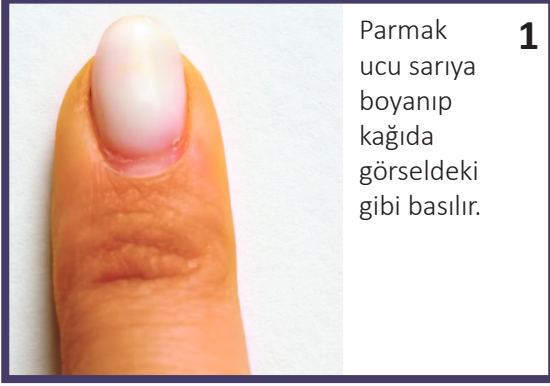 Parmak
ucu sarıya
boyanıp
kağıda
görseldeki
gibi basılır.
1